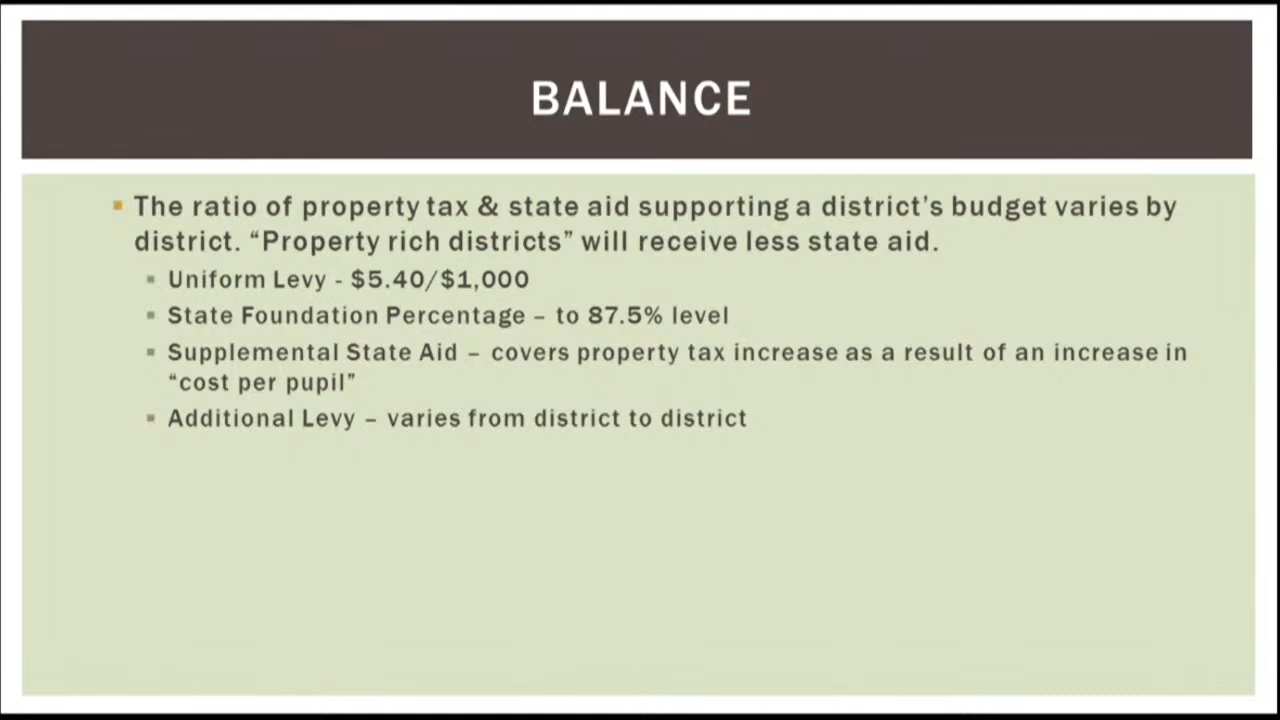 BALANCE
▪ The ratio of property tax & state aid supporting a district’s budget varies by
district. “Property rich districts” will receive less state aid.
▪ Uniform Levy - $5.40/$1,000
▪ State Foundation Percentage – to 87.5% level
▪ Supplemental State Aid – covers property tax increase as a result of an increase in
“cost per pupil”
▪ Additional Levy – varies from district to district